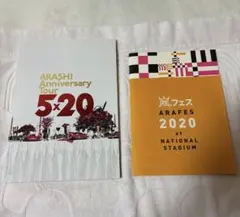 ARASHI
Anniversary
Tour
5×20
嵐フェス
ARAFES
2020
at
NATIONAL
STADIUM